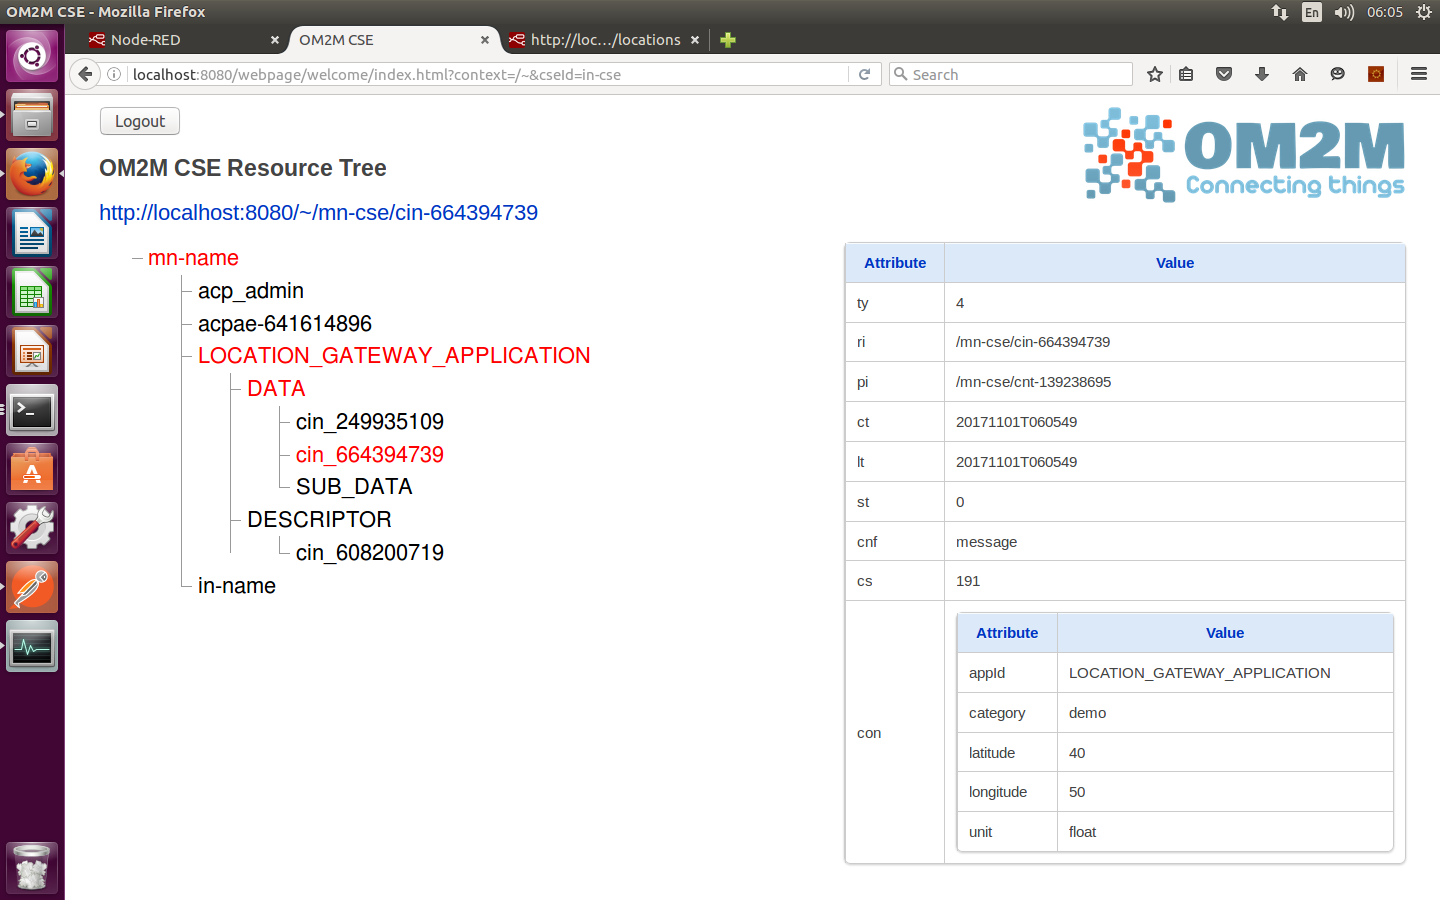 OM2M CSE - Mozilla Firefox
En
06:05
Node-RED
OM2M CSE
http://loc.../locations
localhost:8080/webpage/welcome/index.html?context=/~&cseId=in-cse
Search
Logout
OM2M
Connecting things
OM2M CSE Resource Tree
http://localhost:8080/~/mn-cse/cin-664394739
mn-name
acp_admin
acpae-641614896
LOCATION_GATEWAY_APPLICATION
DATA
cin_249935109
cin_664394739
SUB_DATA
DESCRIPTOR
cin_608200719
in-name
Attribute Value
ty 4
ri /mn-cse/cin-664394739
pi /mn-cse/cnt-139238695
ct 20171101T060549
lt 20171101T060549
st 0
cnf message
cs 191
con
Attribute Value
appId LOCATION_GATEWAY_APPLICATION
category demo
latitude 40
longitude 50
unit float